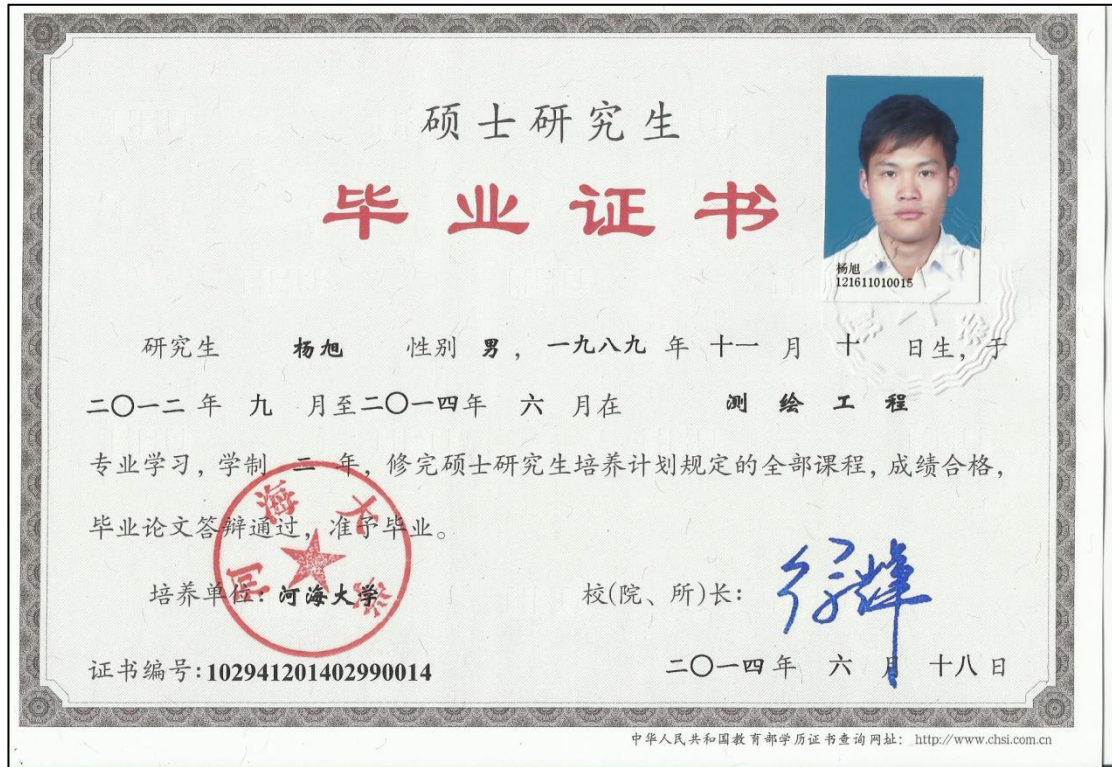 硕士研究生
毕业证书
杨旭
121611010015
研究生 杨旭 性别 男，一九八九 年 十一 月 十 日生，于
二〇一二 年 九 月至二〇一四年 六 月在 测绘工程
专业学习，学制 二 年，修完硕士研究生培养计划规定的全部课程，成绩合格，
毕业论文答辩通过，准予毕业。
河海大学
培养单位：河海大学 校(院、所)长：
证书编号：102941201402990014 二〇一四年 六 月 十八 日
中华人民共和国教育部学历证书查询网址： http://www.chsi.com.cn